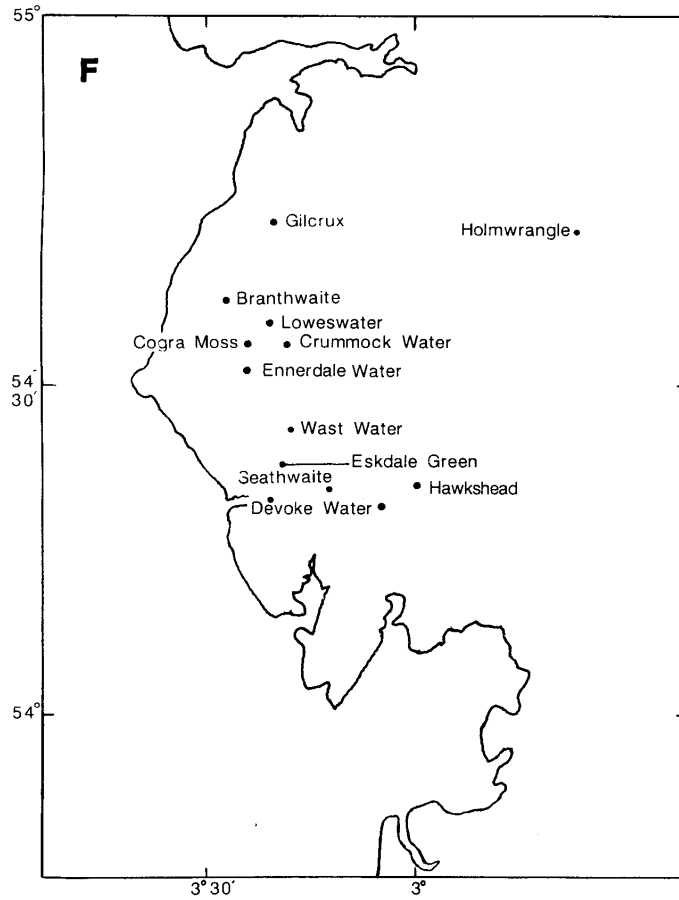 55°
F
Gilcrux
Holmwrangle
Branthwaite
Loweswater
Cogra Moss
Crummock Water
Ennerdale Water
54°
30′
Wast Water
Eskdale Green
Seathwaite
Hawkshead
Devoke Water
54°
3°30′
3°